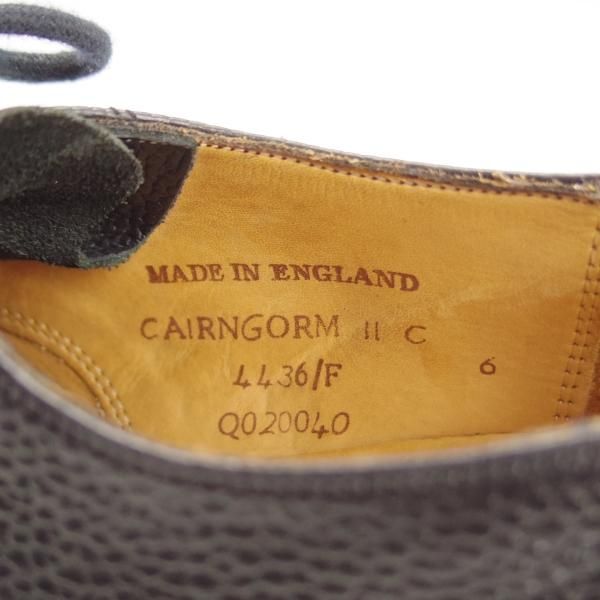 MADE IN ENGLAND
CAIRNGORM II C
4436/F 6
Q020040